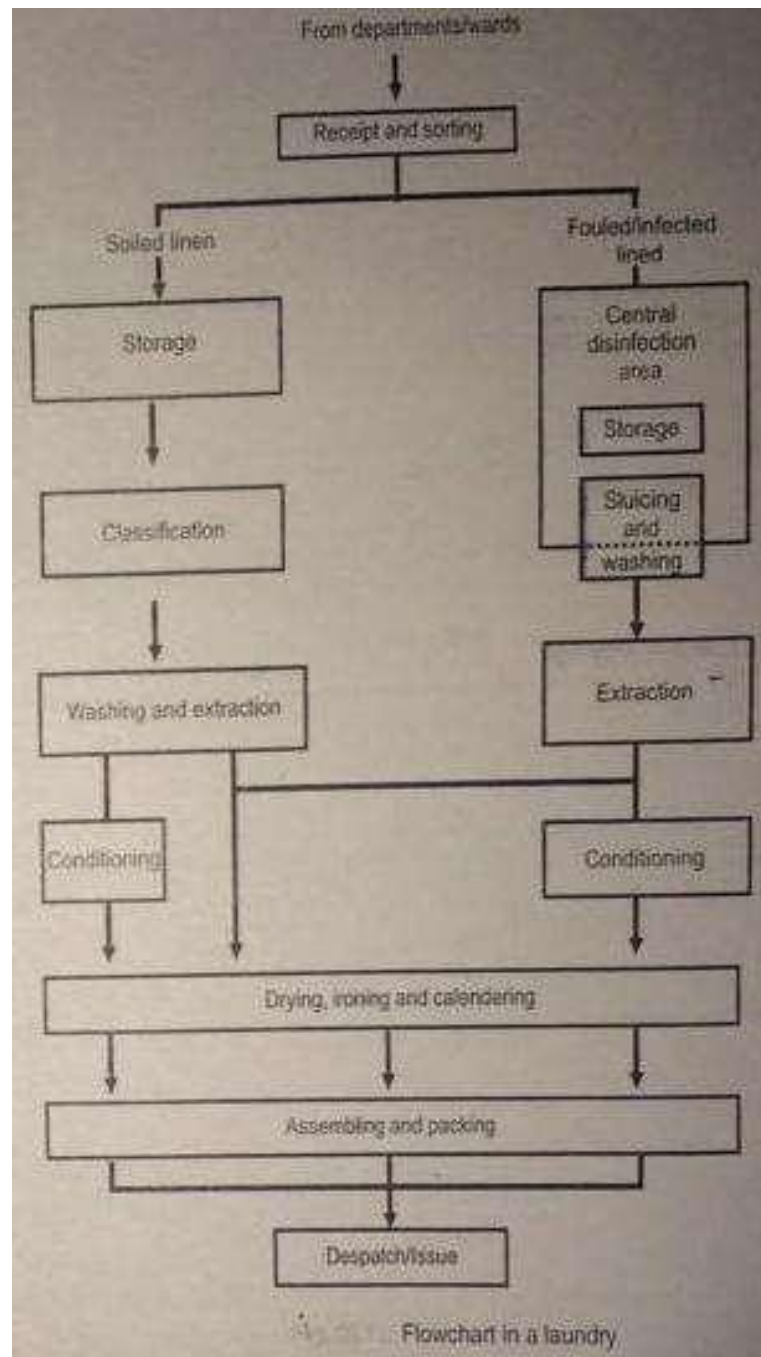 From departments/wards
Receipt and sorting
Soiled linen
Fouled/infected
lined
Storage
Central
disinfection
area
Storage
Classification
Sluicing
and
washing
Washing and extraction
Extraction
Conditioning
Conditioning
Drying, ironing and calendering
Assembling and packing
Despatch/Issue
Flowchart in a laundry